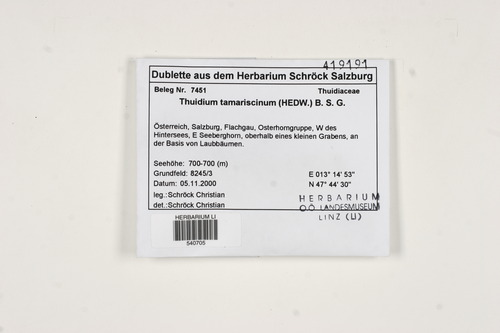 419191
Dublette aus dem Herbarium Schröck Salzburg
Beleg Nr. 7451 Thuidiaceae
Thuidium tamariscinum (HEDW.) B. S. G.
Österreich, Salzburg, Flachgau, Osterhorngruppe, W des
Hintersees, E Seeberghorn, oberhalb eines kleinen Grabens, an
der Basis von Laubbäumen.
Seehöhe: 700-700 (m)
Grundfeld: 8245/3 E 013° 14' 53"
Datum: 05.11.2000 N 47° 44' 30"
leg.:Schröck Christian
det.:Schröck Christian
HERBARIUM
OÖ LANDESMUSEUM
LINZ (LI)
HERBARIUM LI
540705